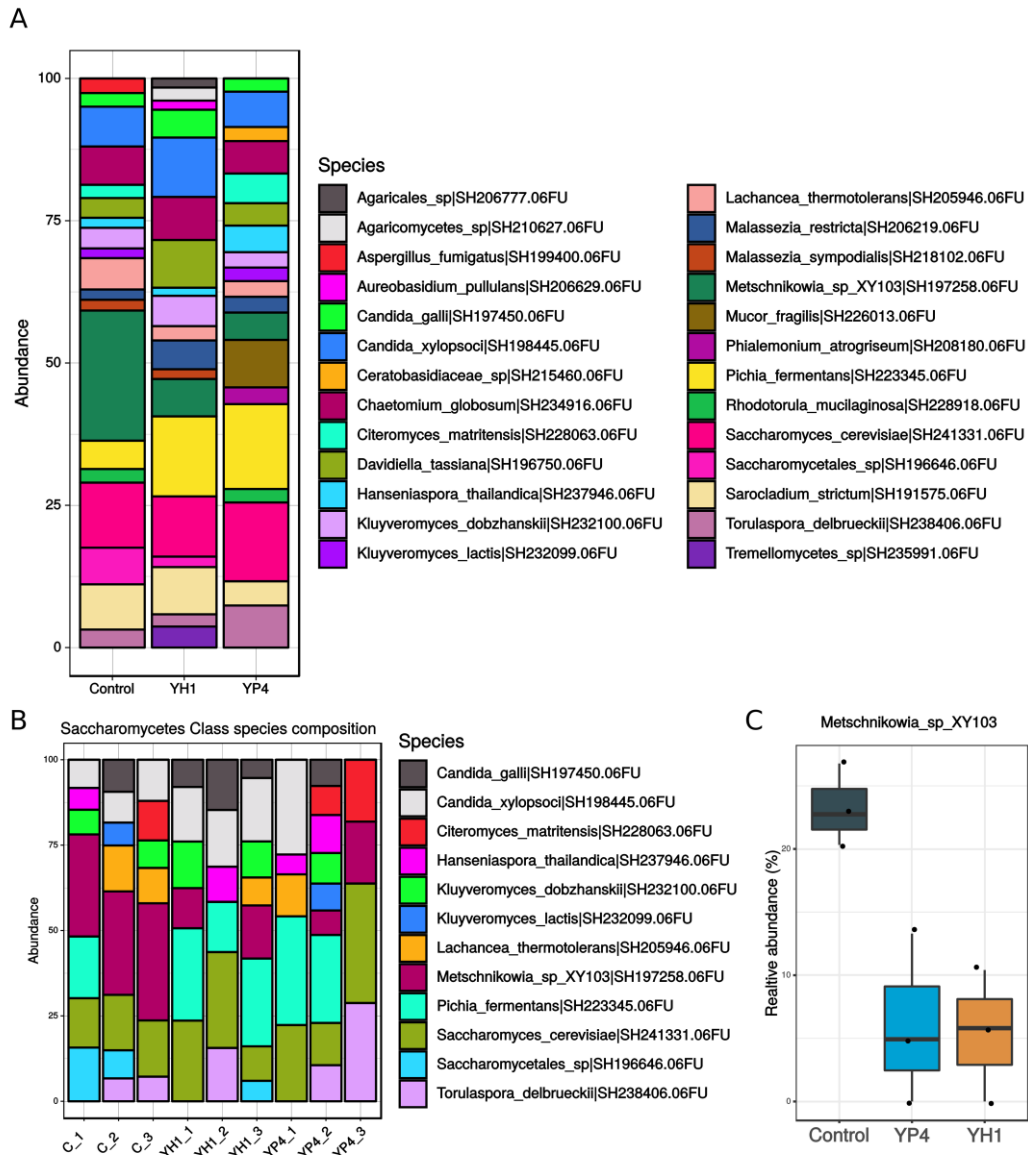 A
100
75
50
25
0
Abundance
Control YH1 YP4
Species
Agaricales_sp|SH206777.06FU
Agaricomycetes_sp|SH210627.06FU
Aspergillus_fumigatus|SH199400.06FU
Aureobasidium_pullulans|SH206629.06FU
Candida_galli|SH197450.06FU
Candida_xylopsoci|SH198445.06FU
Ceratobasidiaceae_sp|SH215460.06FU
Chaetomium_globosum|SH234916.06FU
Citeromyces_matritensis|SH228063.06FU
Davidiella_tassiana|SH196750.06FU
Hanseniaspora_thailandica|SH237946.06FU
Kluyveromyces_dobzhanskii|SH232100.06FU
Kluyveromyces_lactis|SH232099.06FU
Lachancea_thermotolerans|SH205946.06FU
Malassezia_restricta|SH206219.06FU
Malassezia_sympodialis|SH218102.06FU
Metschnikowia_sp_XY103|SH197258.06FU
Mucor_fragilis|SH226013.06FU
Phialemonium_atrogriseum|SH208180.06FU
Pichia_fermentans|SH223345.06FU
Rhodotorula_mucilaginosa|SH228918.06FU
Saccharomyces_cerevisiae|SH241331.06FU
Saccharomycetales_sp|SH196646.06FU
Sarocladium_strictum|SH191575.06FU
Torulaspora_delbrueckii|SH238406.06FU
Tremellomycetes_sp|SH235991.06FU
B
Saccharomycetes Class species composition
100
75
50
25
0
Abundance
C_1 C_2 C_3 YH1_1 YH1_2 YH1_3 YP4_1 YP4_2 YP4_3
Species
Candida_galli|SH197450.06FU
Candida_xylopsoci|SH198445.06FU
Citeromyces_matritensis|SH228063.06FU
Hanseniaspora_thailandica|SH237946.06FU
Kluyveromyces_dobzhanskii|SH232100.06FU
Kluyveromyces_lactis|SH232099.06FU
Lachancea_thermotolerans|SH205946.06FU
Metschnikowia_sp_XY103|SH197258.06FU
Pichia_fermentans|SH223345.06FU
Saccharomyces_cerevisiae|SH241331.06FU
Saccharomycetales_sp|SH196646.06FU
Torulaspora_delbrueckii|SH238406.06FU
C
Metschnikowia_sp_XY103
20
10
0
Realtive abundance (%)
Control YP4 YH1